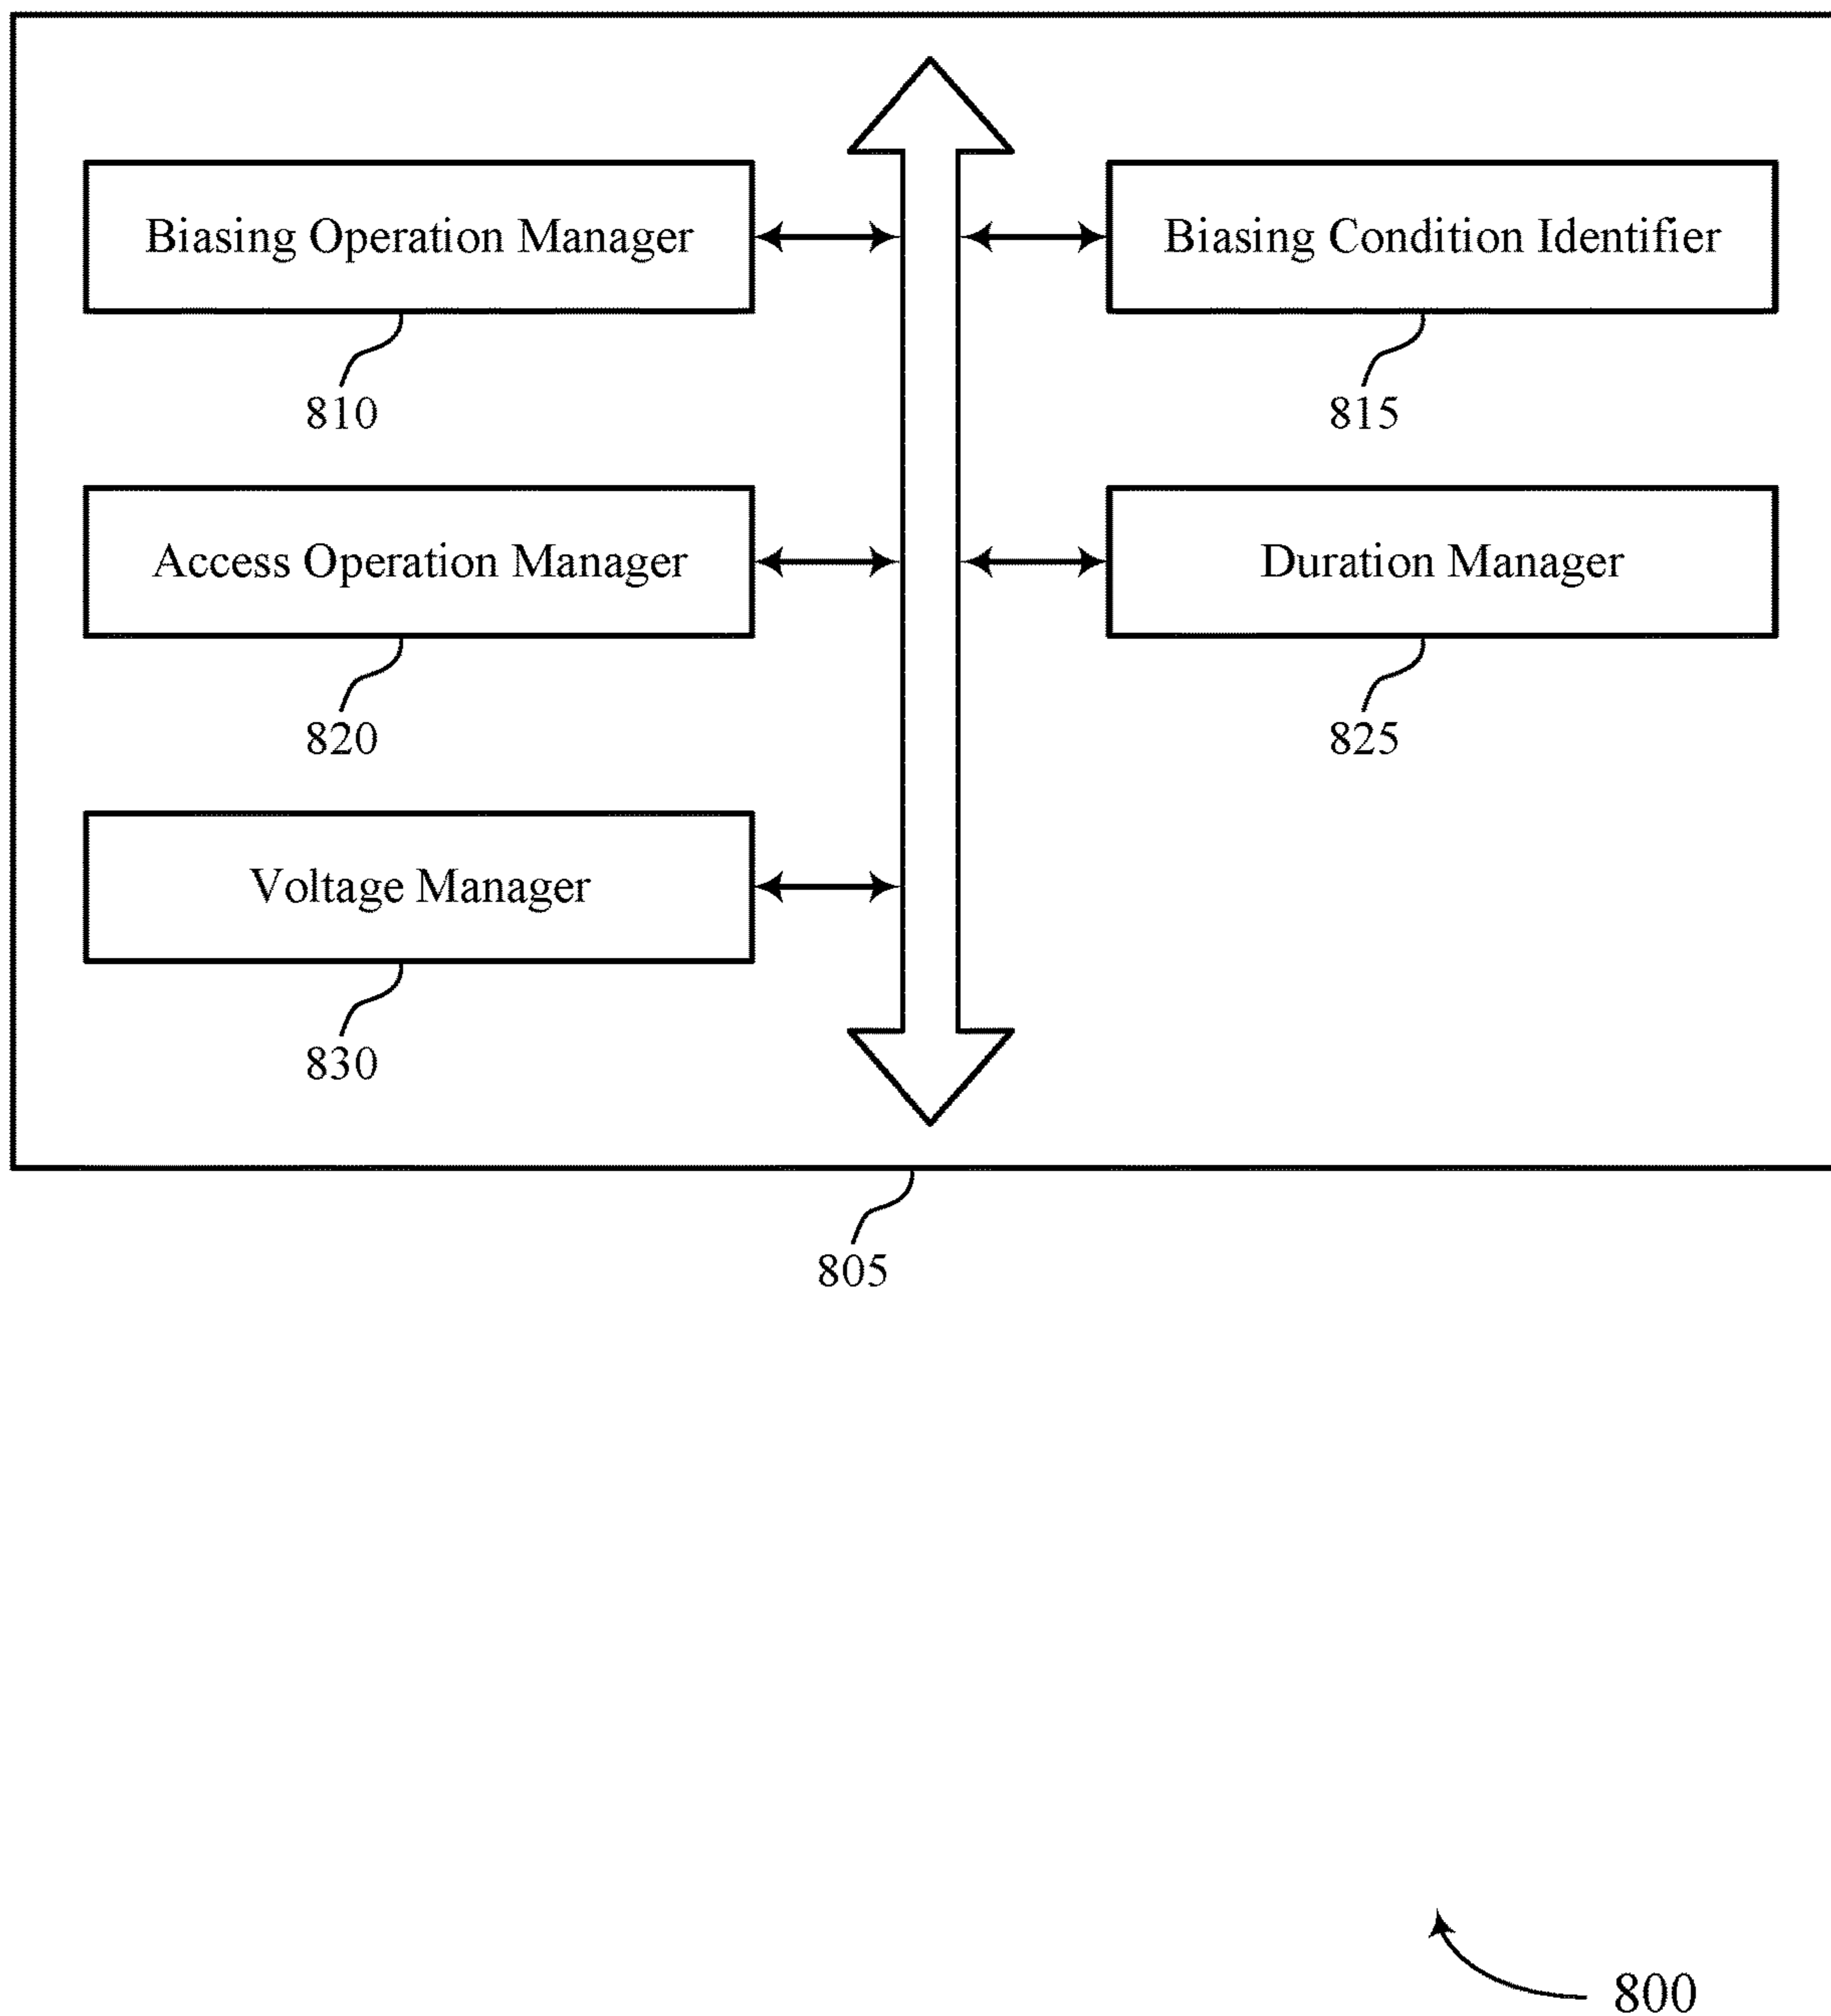 Biasing Operation Manager
Biasing Condition Identifier
810
815
Access Operation Manager
Duration Manager
820
825
Voltage Manager
830
805
800